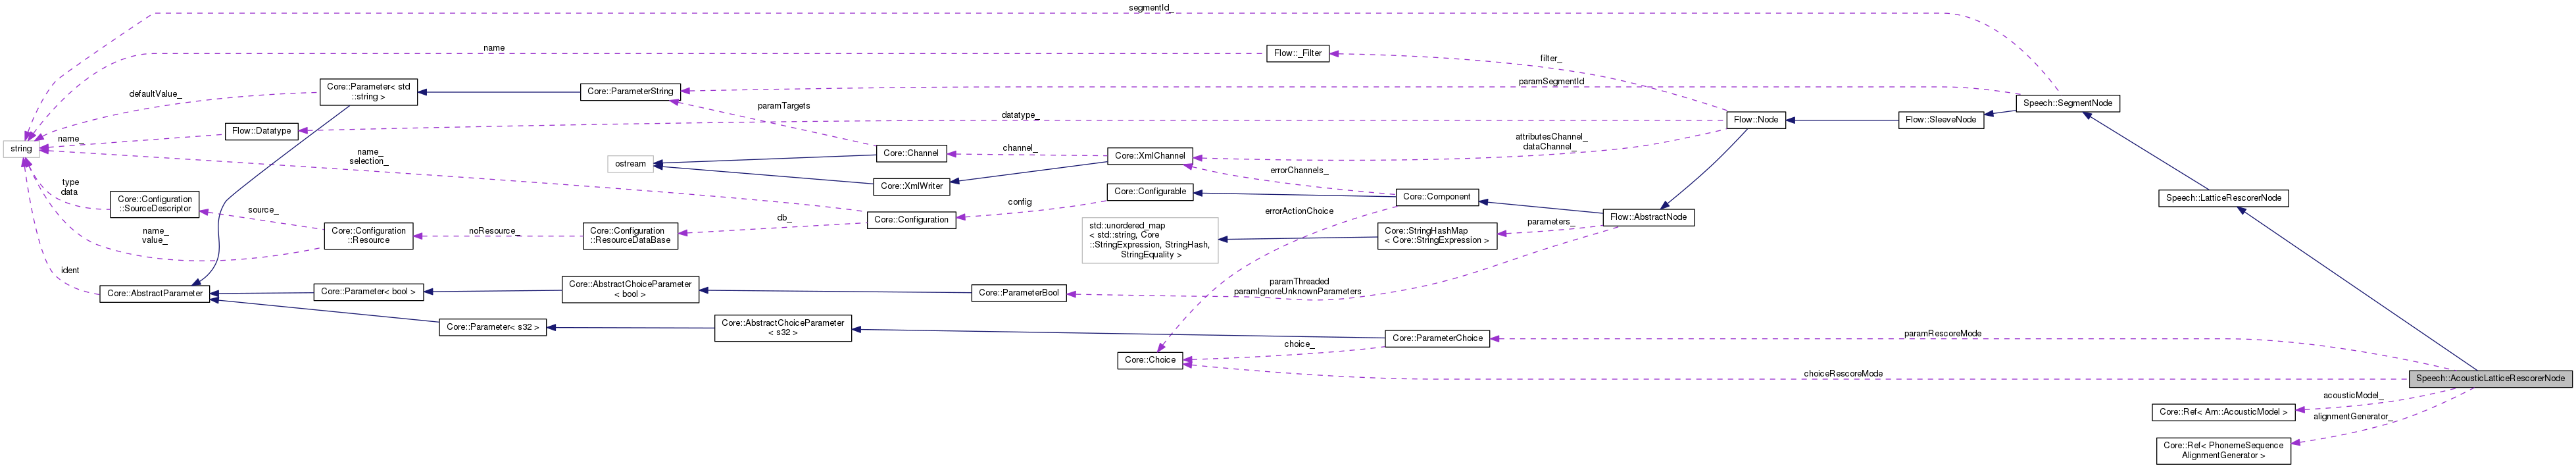 segmentId_
name
Flow::_Filter
filter_
defaultValue_
Core::Parameter< std
::string >
Core::ParameterString
paramSegmentId
Speech::SegmentNode
paramTargets
Flow::Datatype
datatype_
Flow::Node
Flow::SleeveNode
name_
string
name_
selection_
ostream
Core::Channel
channel_
Core::XmlChannel
attributesChannel_
dataChannel_
type
data
Core::Configuration
::SourceDescriptor
Core::XmlWriter
errorChannels_
Core::Configurable
Core::Component
Speech::LatticeRescorerNode
source_
config
errorActionChoice
Core::Configuration
db_
Flow::AbstractNode
parameters_
name_
value_
Core::Configuration
::Resource
noResource_
Core::Configuration
::ResourceDataBase
std::unordered_map
< std::string, Core
::StringExpression, StringHash,
StringEquality >
Core::StringHashMap
< Core::StringExpression >
ident
Core::AbstractParameter
Core::Parameter< bool >
Core::AbstractChoiceParameter
< bool >
Core::ParameterBool
paramThreaded
paramIgnoreUnknownParameters
Core::Parameter< s32 >
Core::AbstractChoiceParameter
< s32 >
Core::ParameterChoice
paramRescoreMode
choice_
Core::Choice
choiceRescoreMode
Speech::AcousticLatticeRescorerNode
acousticModel_
Core::Ref< Am::AcousticModel >
alignmentGenerator_
Core::Ref< PhonemeSequence
AlignmentGenerator >